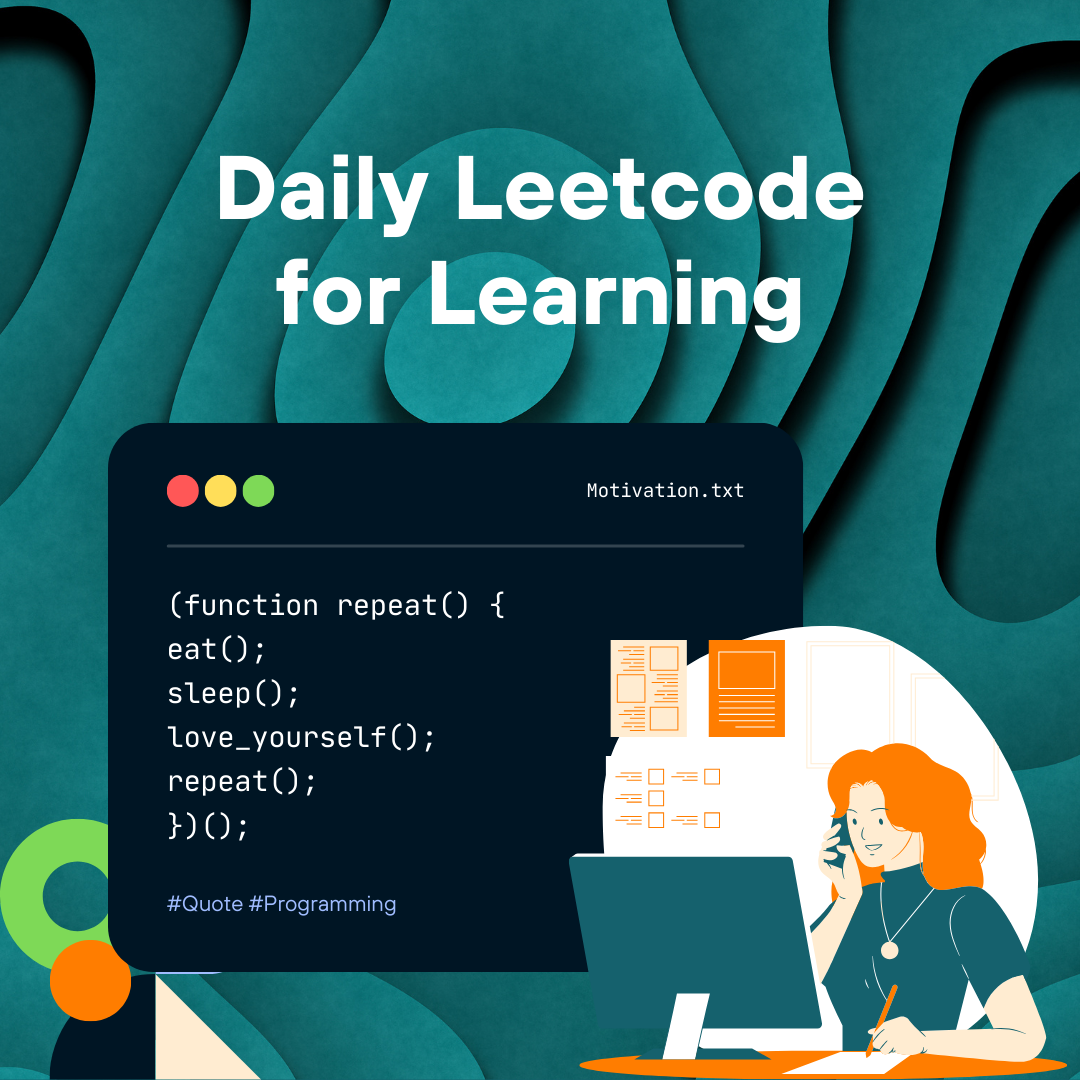 Daily Leetcode
for Learning
Motivation.txt
(function repeat() {
eat();
sleep();
love_yourself();
repeat();
})();
#Quote #Programming